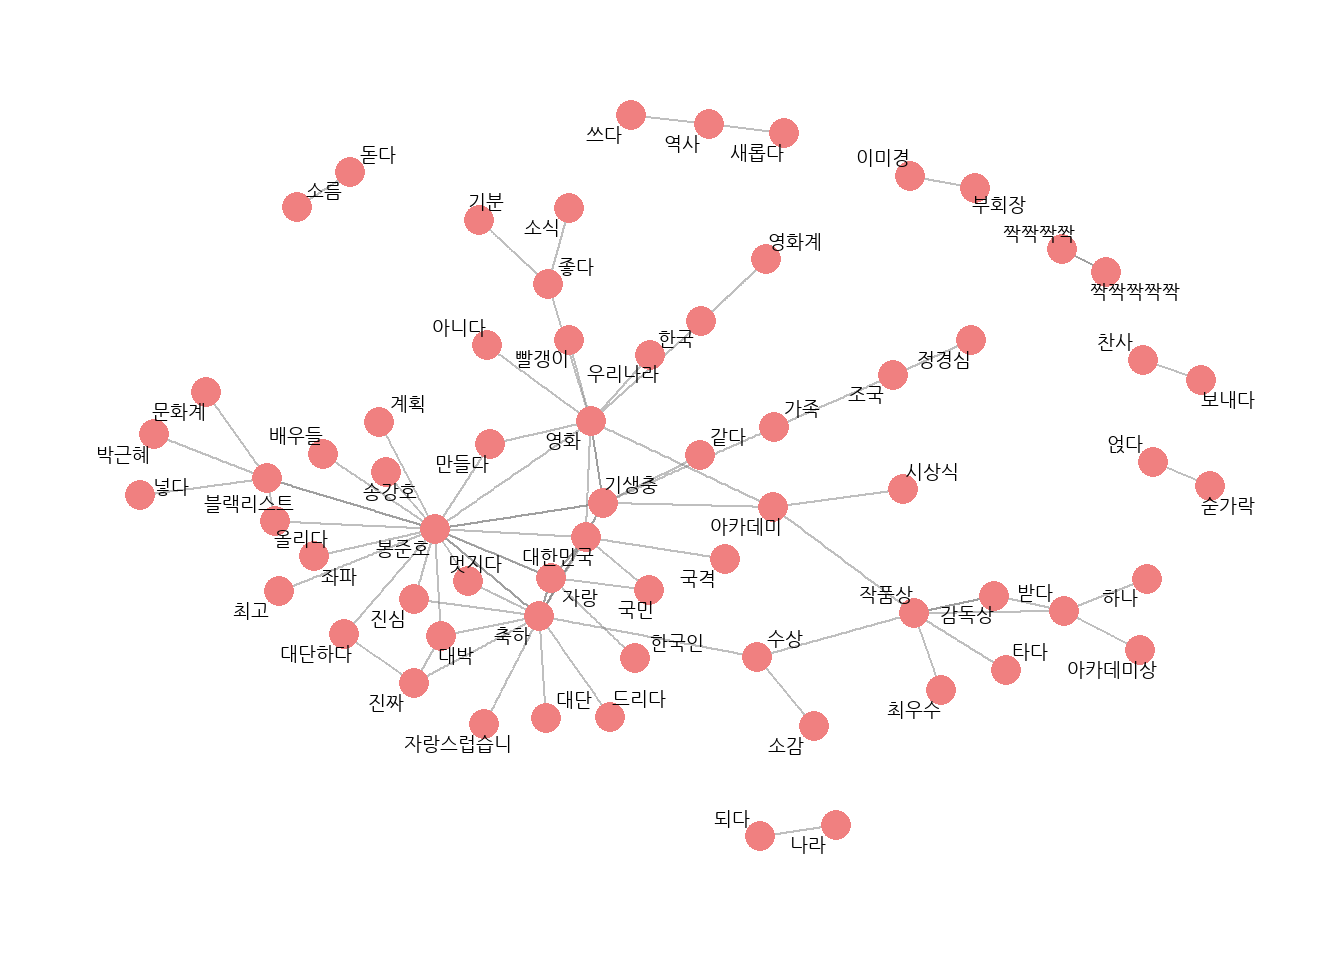 쓰다
역사
새롭다
돋다
소름
이미경
부회장
기분
소식
짝짝짝짝
영화계
좋다
짝짝짝짝짝
아니다
한국
찬사
빨갱이
우리나라
정경심
조국
보내다
문화계
계획
가족
배우들
영화
같다
얹다
박근혜
만들다
넣다
송강호
기생충
시상식
블랙리스트
숟가락
아카데미
올리다
봉준호
대한민국
멋지다
좌파
국격
최고
자랑
국민
작품상
감독상
받다
하나
진심
축하
한국인
수상
대단하다
대박
타다
아카데미상
진짜
대단
드리다
최우수
자랑스럽습니
소감
되다
나라